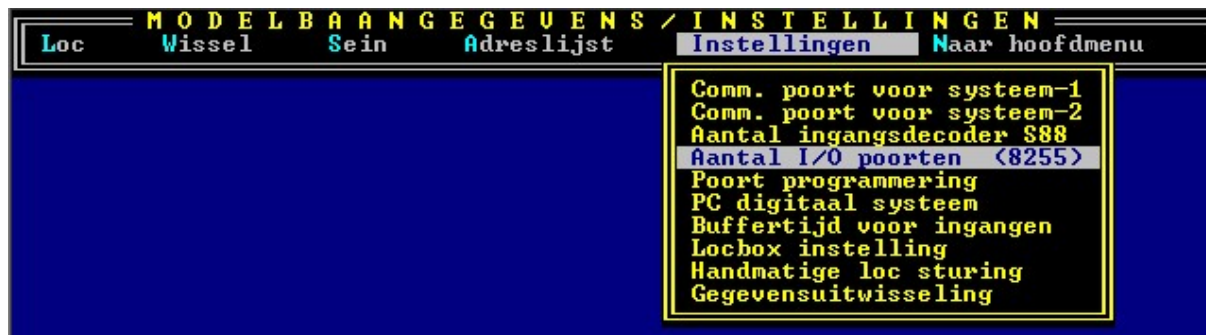 MODELBAANGEGEVENS/INSTELLINGEN
Loc Wissel Sein Adreslijst Instellingen Naar hoofdmenu
Comm. poort voor systeem-1
Comm. poort voor systeem-2
Aantal ingangsdecoder S88
Aantal I/O poorten (8255)
Poort programmering
PC digitaal systeem
Buffertijd voor ingangen
Locbox instelling
Handmatige loc sturing
Gegevensuitwisseling